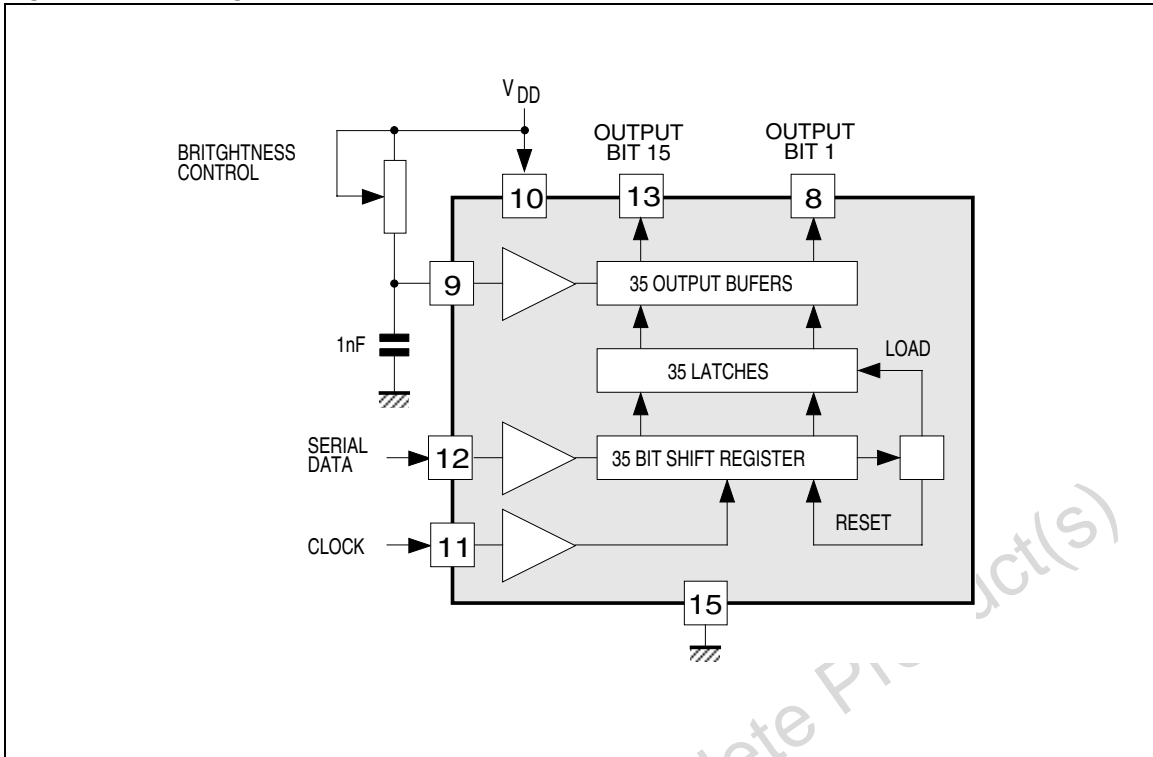 V DD
OUTPUT
BIT 15
OUTPUT
BIT 1
BRITGHTNESS
CONTROL
10
13
8
9
35 OUTPUT BUFERS
1nF
LOAD
35 LATCHES
SERIAL
DATA
12
35 BIT SHIFT REGISTER
RESET
CLOCK
11
15